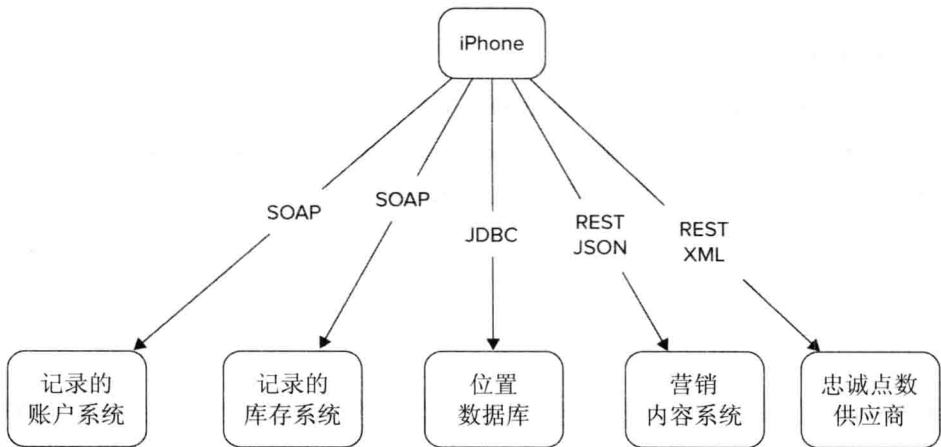 iPhone
SOAP
SOAP
JDBC
REST
JSON
REST
XML
记录的
账户系统
记录的
库存系统
位置
数据库
营销
内容系统
忠诚点数
供应商